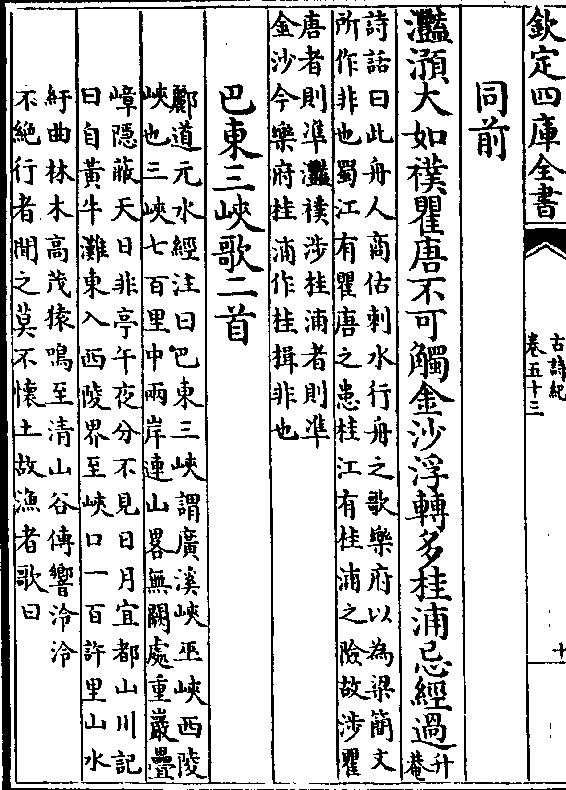 欽定四庫全書
古詩紀
卷五十三
十
同前
灩澦大如襆瞿唐不可觸金沙浮轉多桂浦忌經過升菴
詩話曰此舟人商估刺水行舟之歌樂府以為梁簡文
所作非也蜀江有瞿唐之患桂江有桂浦之險故涉瞿
唐者則準灩襆涉桂浦者則準
金沙今樂府桂浦作桂揖非也
巴東三峽歌二首
酈道元水經注曰巴東三峽謂廣溪峽巫峽西陵
峽也三峽七百里中兩岸連山畧無闕處重巖疊
嶂隱蔽天日非亭午夜分不見日月宜都山川記
曰自黃牛灘東入西陵界至峽口一百許里山水
紆曲林木高茂猿鳴至清山谷傳響泠泠
不絶行者聞之莫不懷土故漁者歌曰